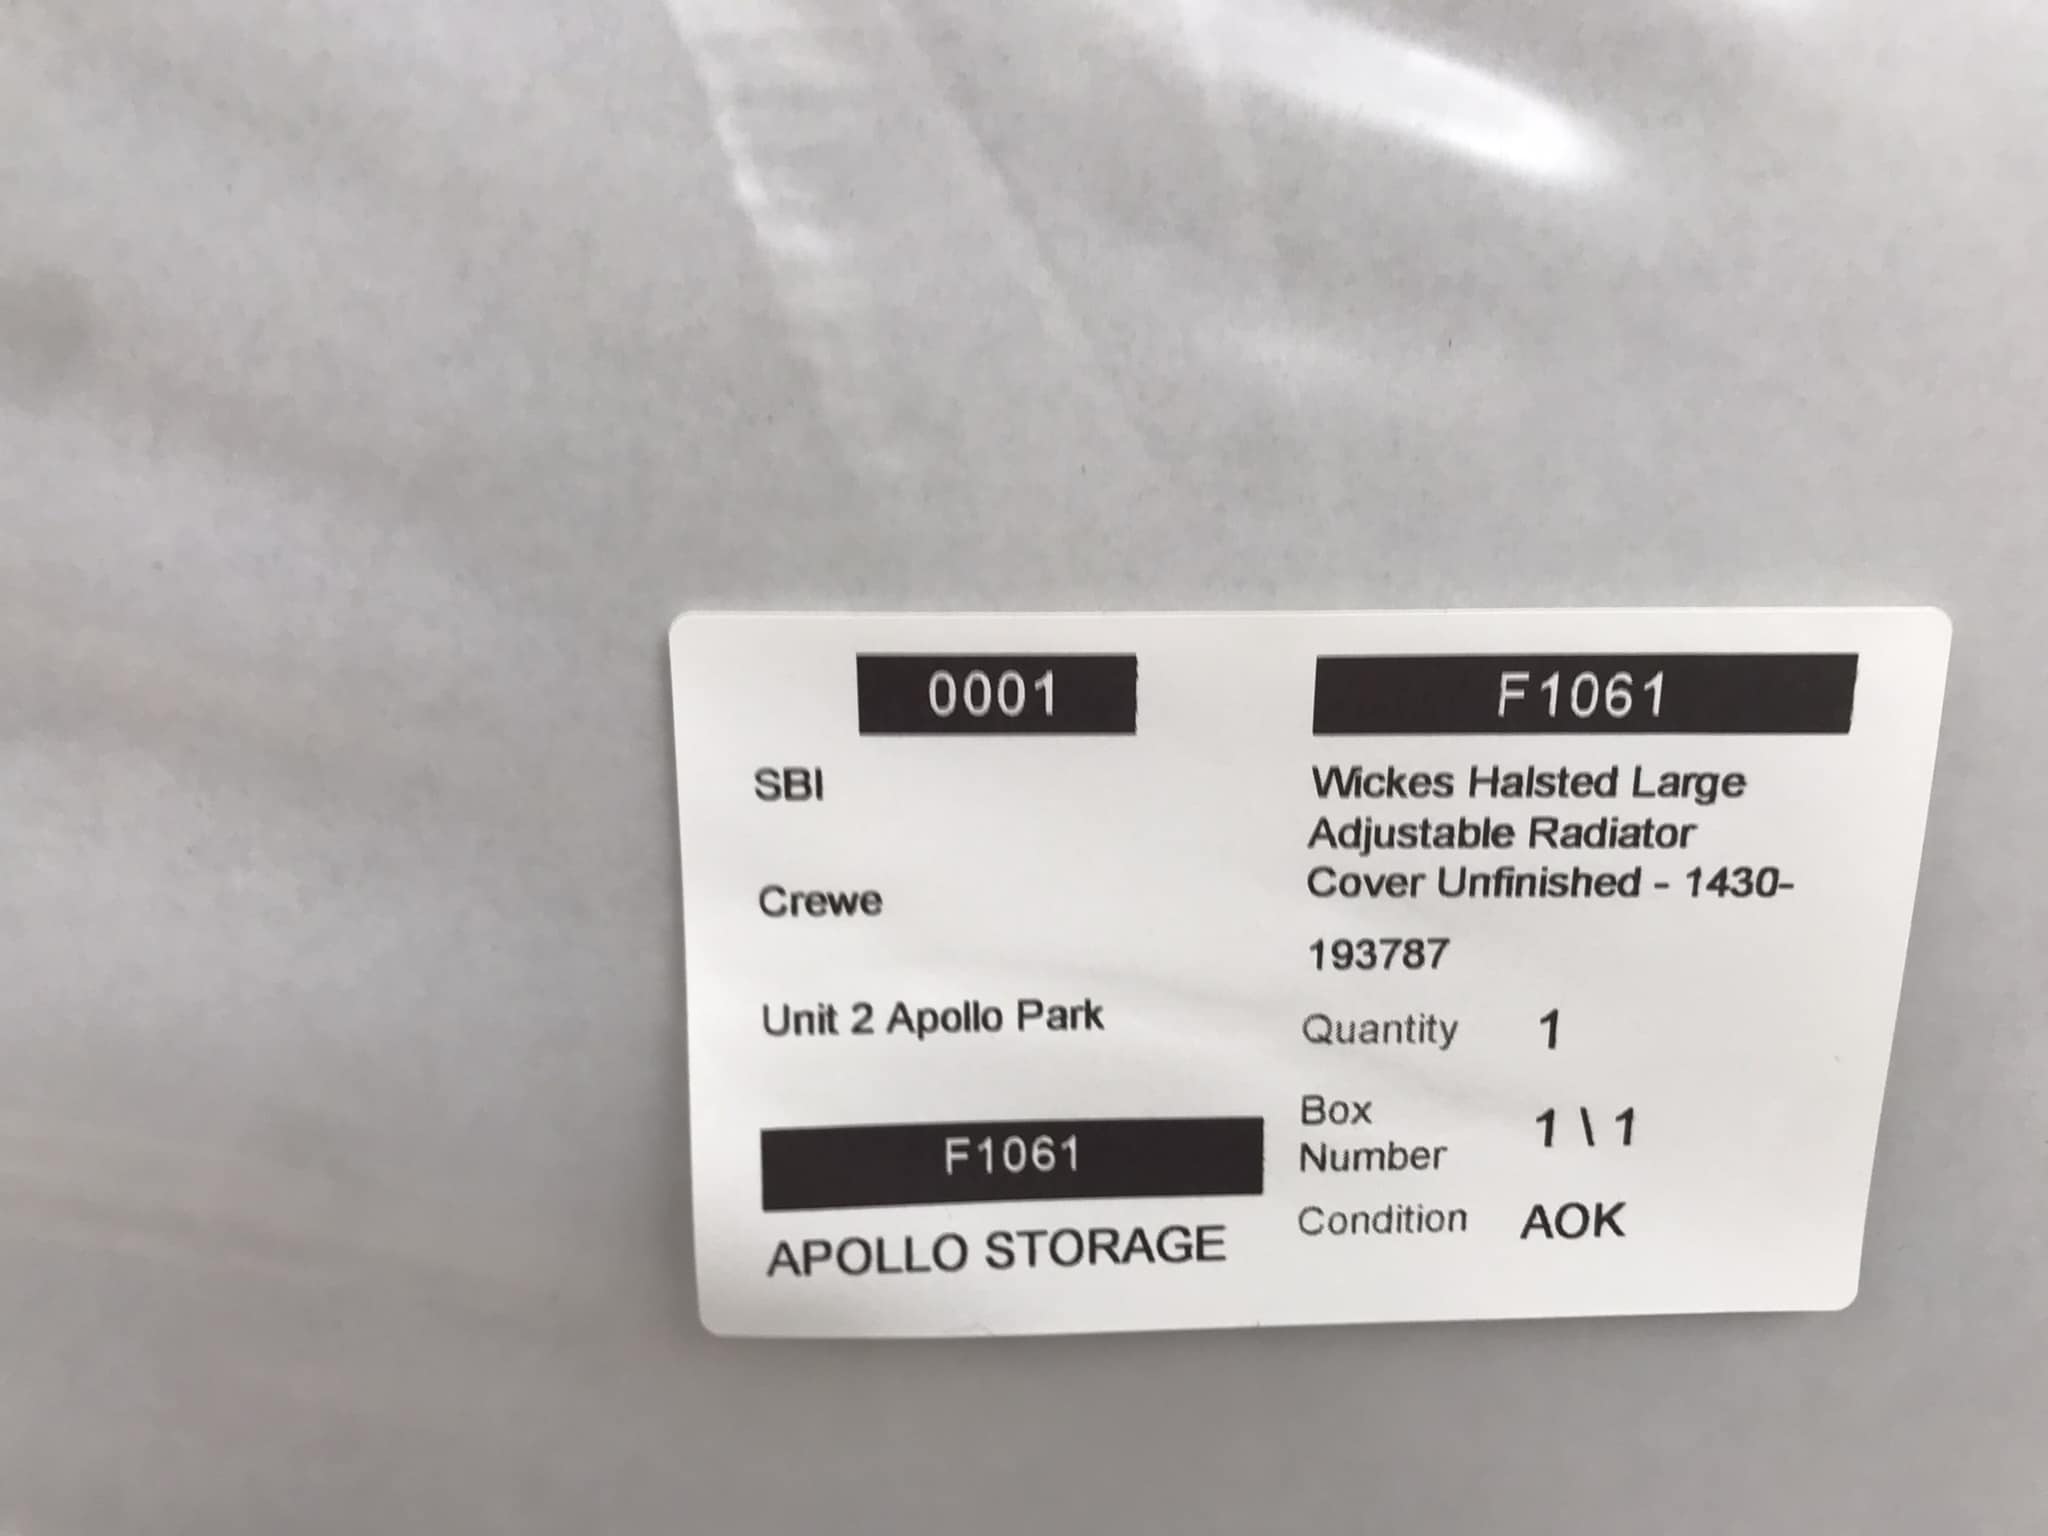 0001
SBI
Crewe
Unit 2 Apollo Park
F1061
APOLLO STORAGE
F1061
Wickes Halsted Large
Adjustable Radiator
Cover Unfinished - 1430-
193787
Quantity 1
Box
Number 1 \ 1
Condition AOK